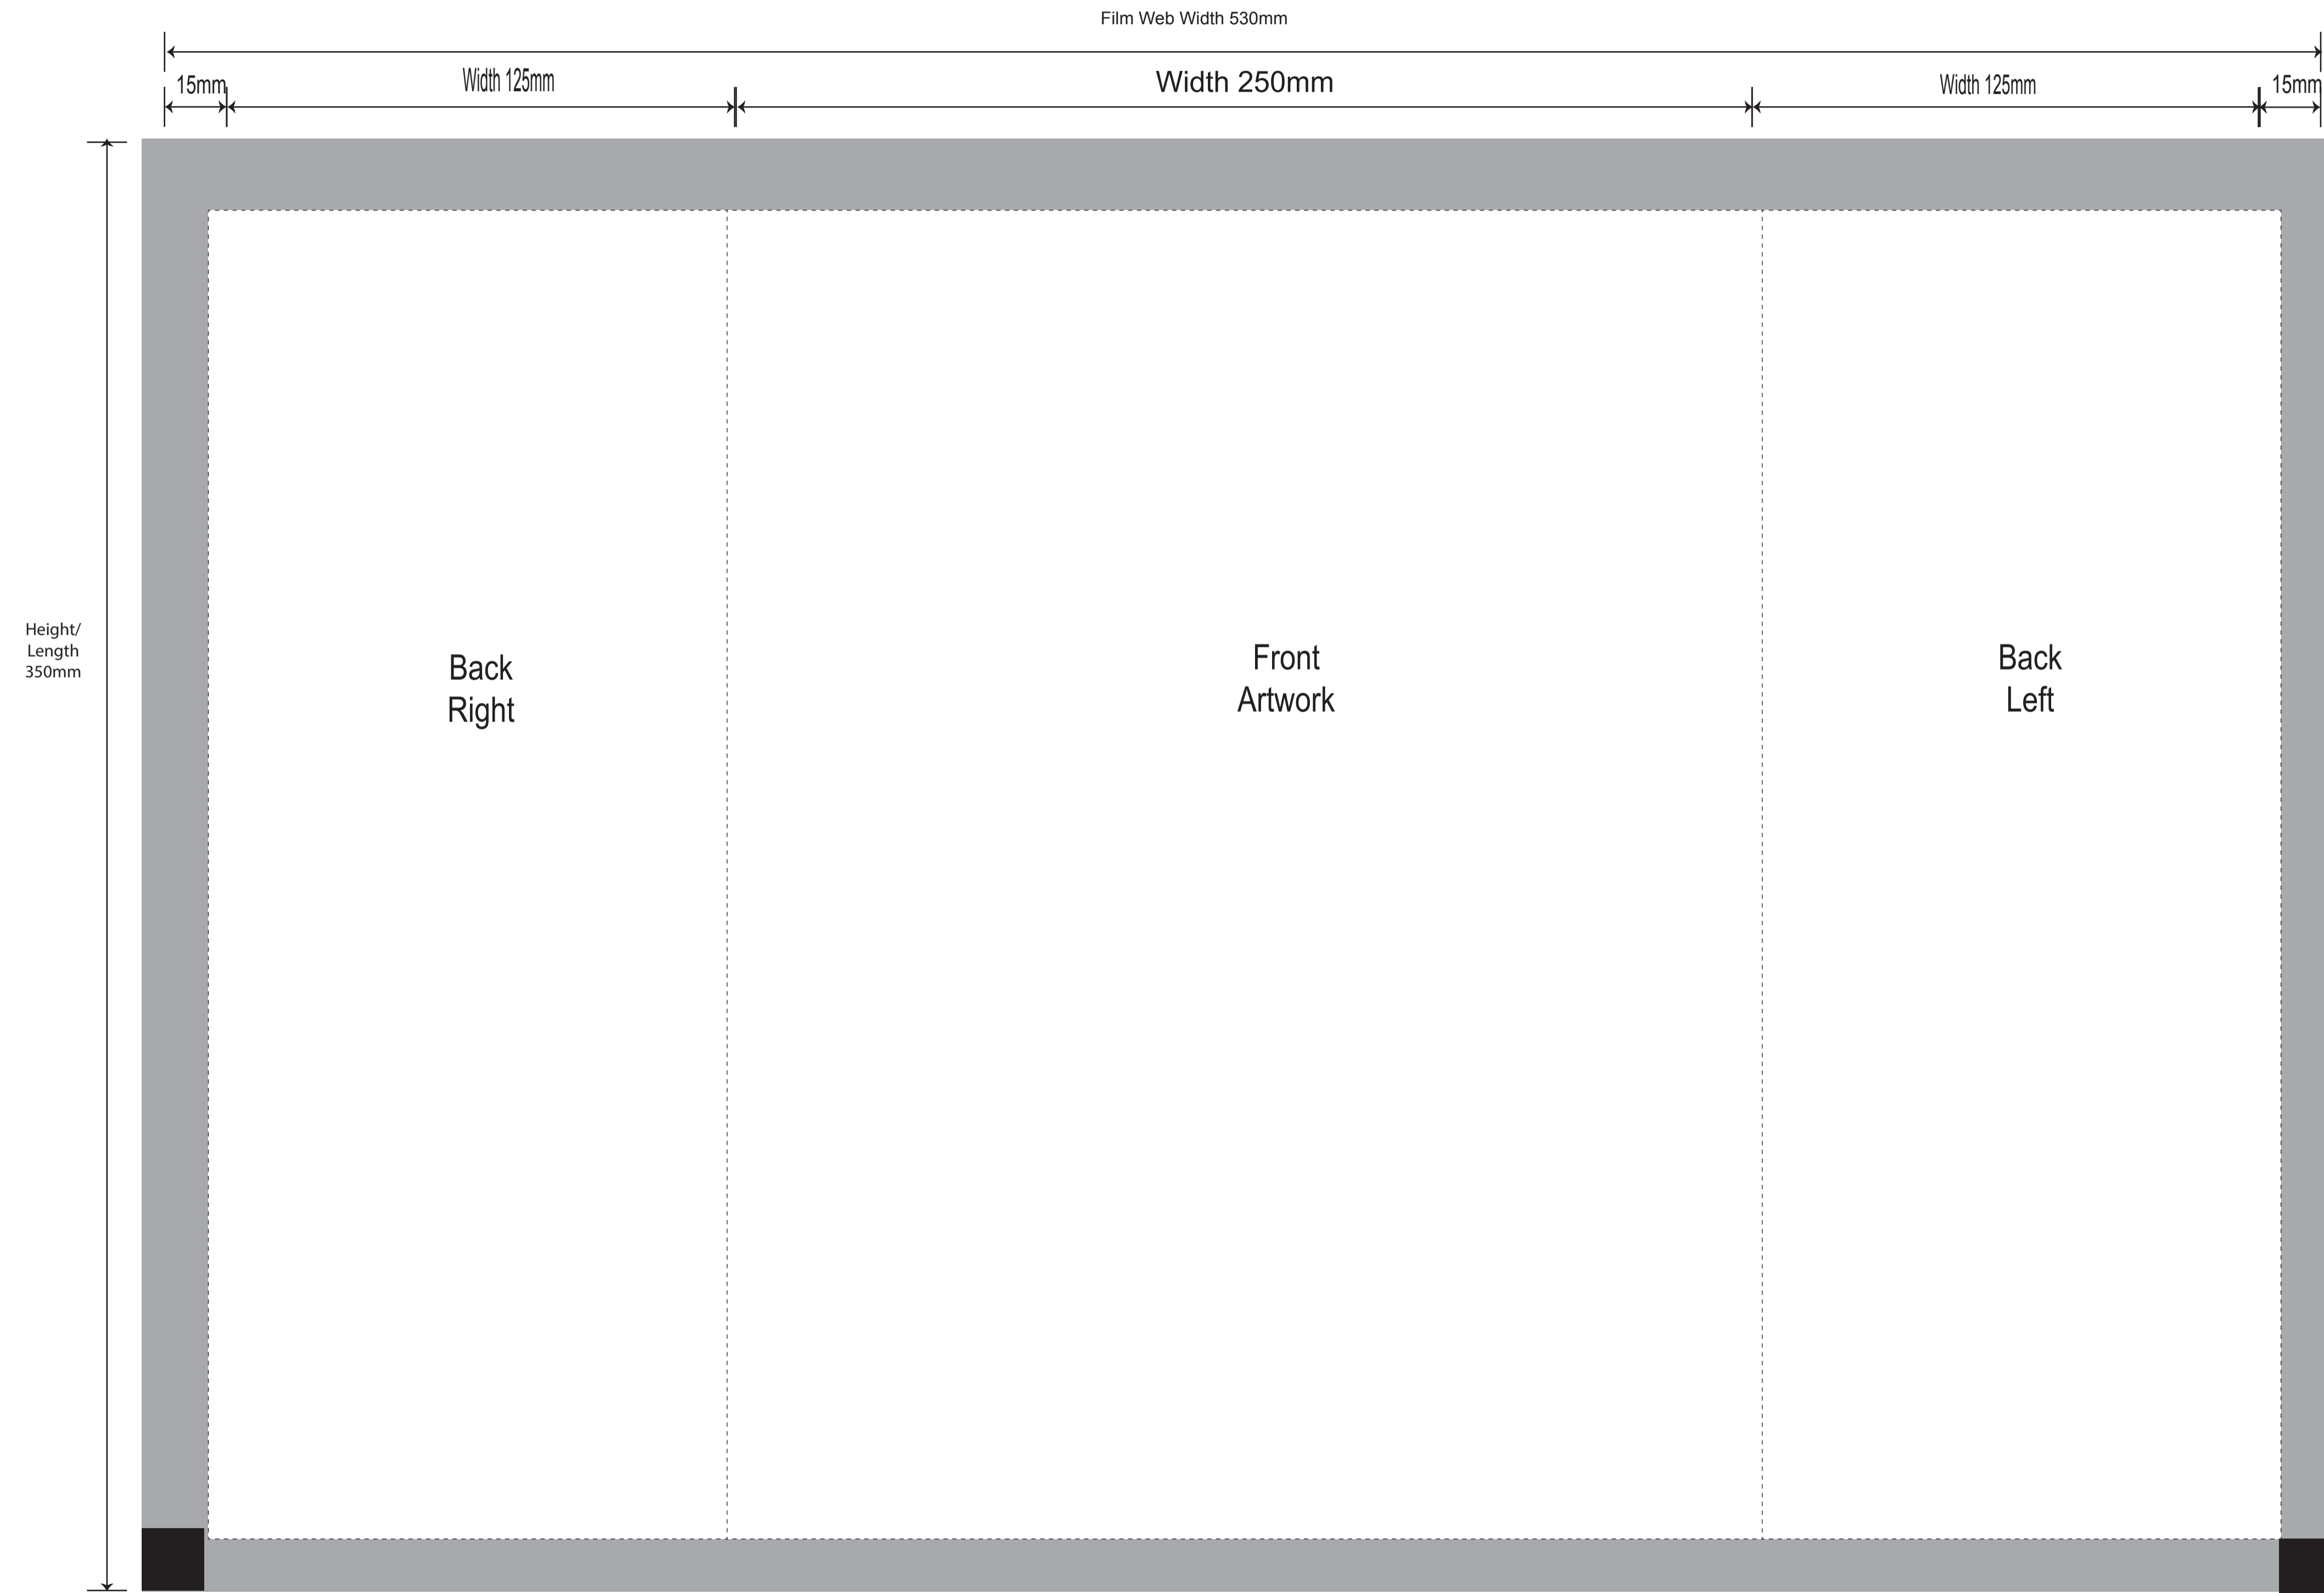 Film Web Width 530mm
15mm
Width 125mm
Width 250mm
Width 125mm
15mm
Height/
Length
350mm
Back
Right
Front
Artwork
Back
Left